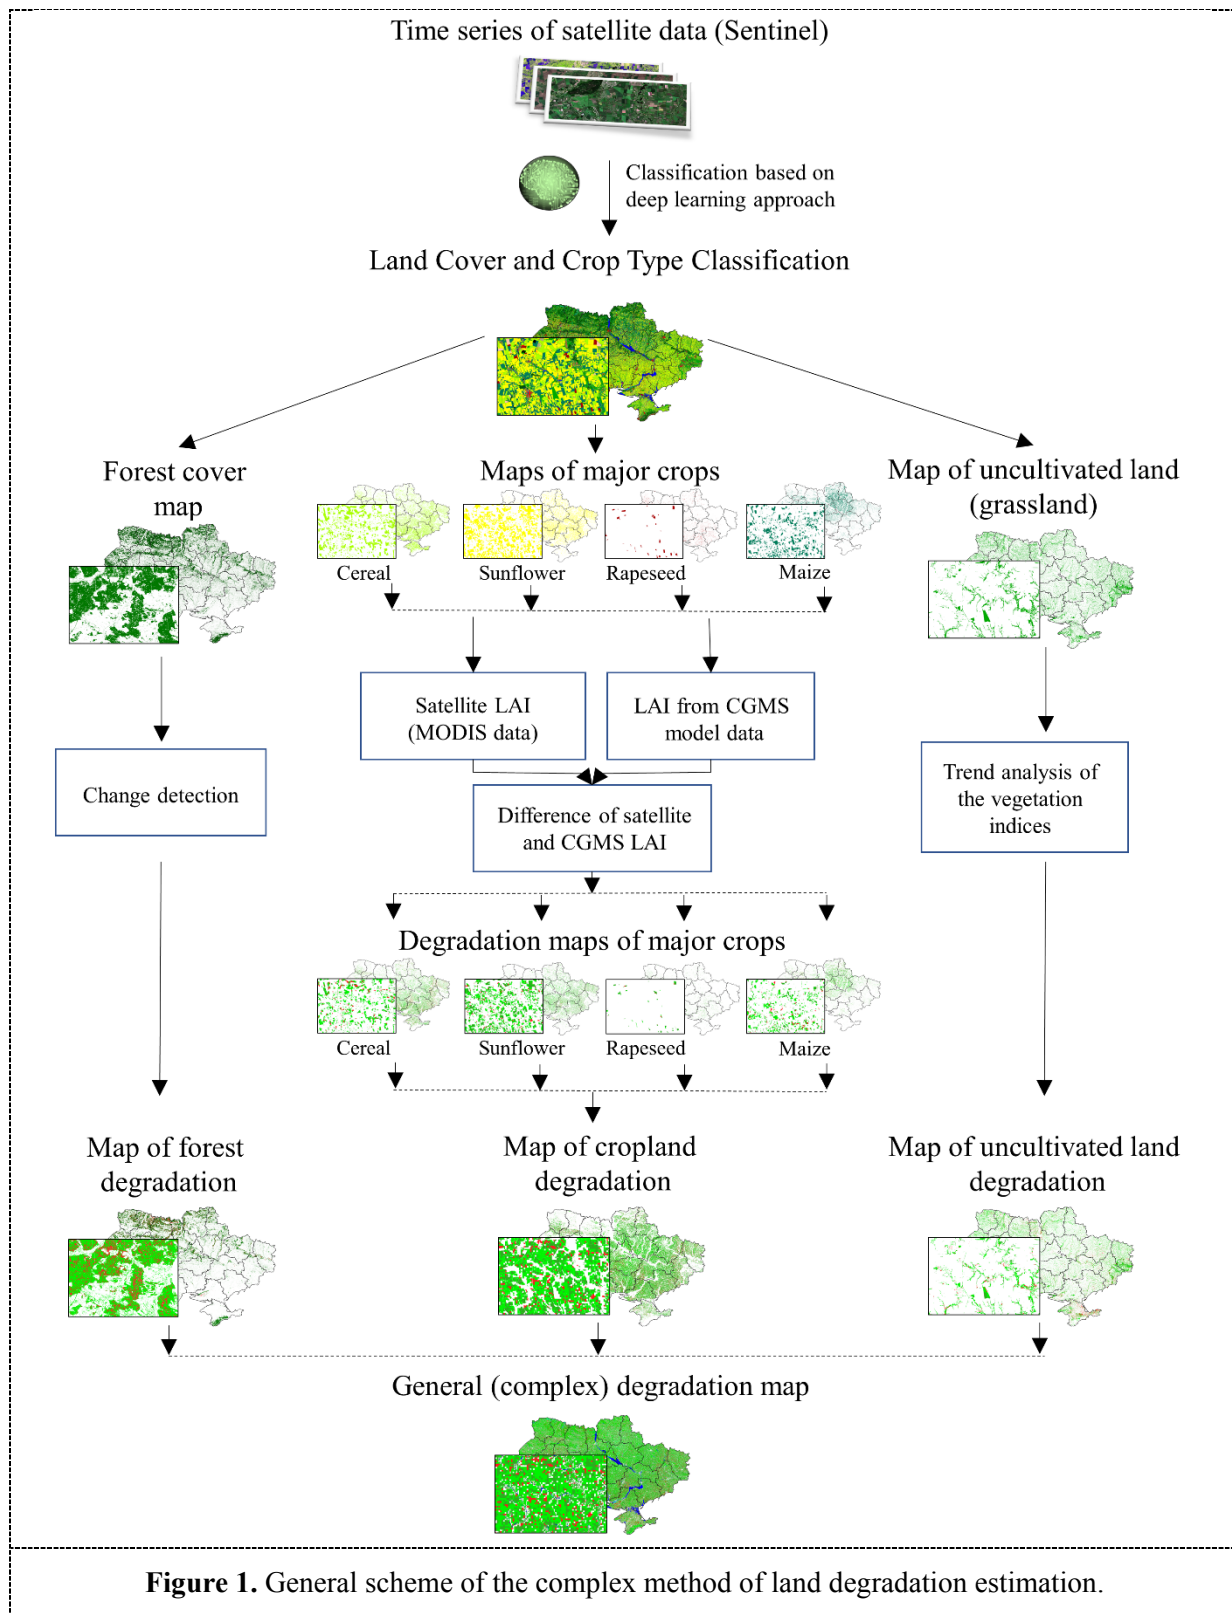 Time series of satellite data (Sentinel)
Classification based on
deep learning approach
Land Cover and Crop Type Classification
Forest cover
map
Maps of major crops
Map of uncultivated land
(grassland)
Cereal
Sunflower
Rapeseed
Maize
Satellite LAI
(MODIS data)
LAI from CGMS
model data
Change detection
Trend analysis of
the vegetation
indices
Difference of satellite
and CGMS LAI
Degradation maps of major crops
Cereal
Sunflower
Rapeseed
Maize
Map of forest
degradation
Map of cropland
degradation
Map of uncultivated land
degradation
General (complex) degradation map
Figure 1. General scheme of the complex method of land degradation estimation.